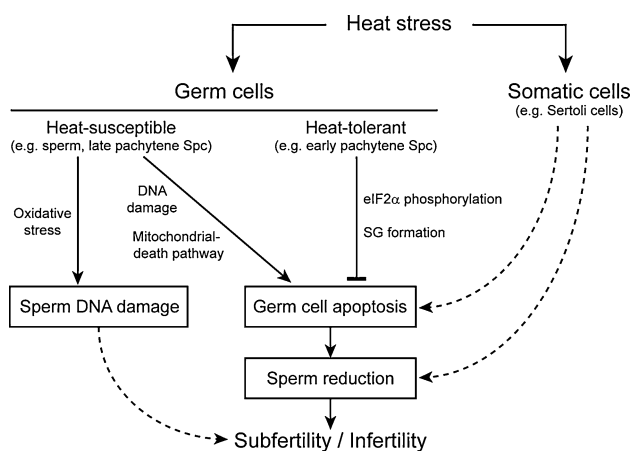 Heat stress
Germ cells
Somatic cells
(e.g. Sertoli cells)
Heat-susceptible
(e.g. sperm, late pachytene Spc)
Heat-tolerant
(e.g. early pachytene Spc)
Oxidative
stress
DNA
damage
Mitochondrial-
death pathway
eIF2α phosphorylation
SG formation
Sperm DNA damage
Germ cell apoptosis
Sperm reduction
Subfertility / Infertility